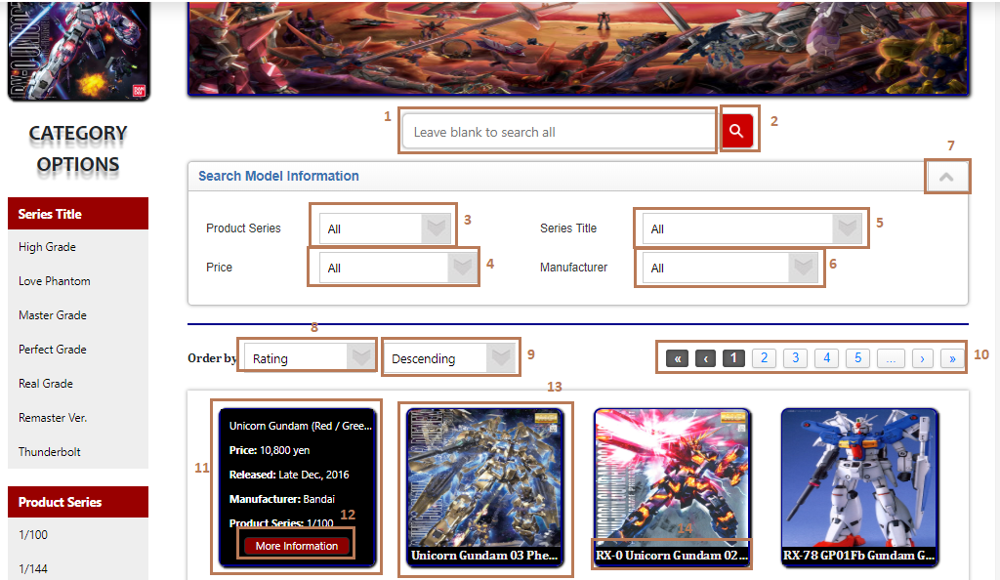 BAN
DAI
CATEGORY
OPTIONS
1
Leave blank to search all
2
7
Search Model Information
Product Series
All
3
Series Title
All
5
Price
All
4
Manufacturer
All
6
8
Order by
Rating
Descending
9
« ‹ 1 2 3 4 5 ... › »
10
Series Title
High Grade
Love Phantom
Master Grade
Perfect Grade
Real Grade
Remaster Ver.
Thunderbolt
Product Series
1/100
1/144
11
Unicorn Gundam (Red / Gree...
Price: 10,800 yen
Released: Late Dec., 2016
Manufacturer: Bandai
Product Series: 1/100
12
More Information
13
Unicorn Gundam 03 Phe...
14
RX-0 Unicorn Gundam 02 ...
RX-78 GP01Fb Gundam G...